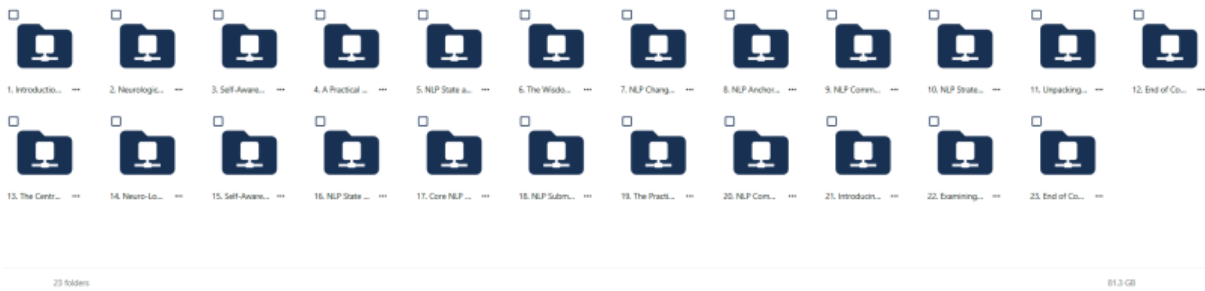 1. Introductio... ···
2. Neurologic... ···
3. Self-Aware... ···
4. A Practical ... ···
5. NLP State a... ···
6. The Wisdo... ···
7. NLP Chang... ···
8. NLP Anchor... ···
9. NLP Comm... ···
10. NLP Strate... ···
11. Unpacking... ···
12. End of Co... ···
13. The Centr... ···
14. Neuro-Lo... ···
15. Self-Aware... ···
16. NLP State ... ···
17. Core NLP ... ···
18. NLP Subm... ···
19. The Practi... ···
20. NLP Com... ···
21. Introducin... ···
22. Examining... ···
23. End of Co... ···
23 folders
81.3 GB